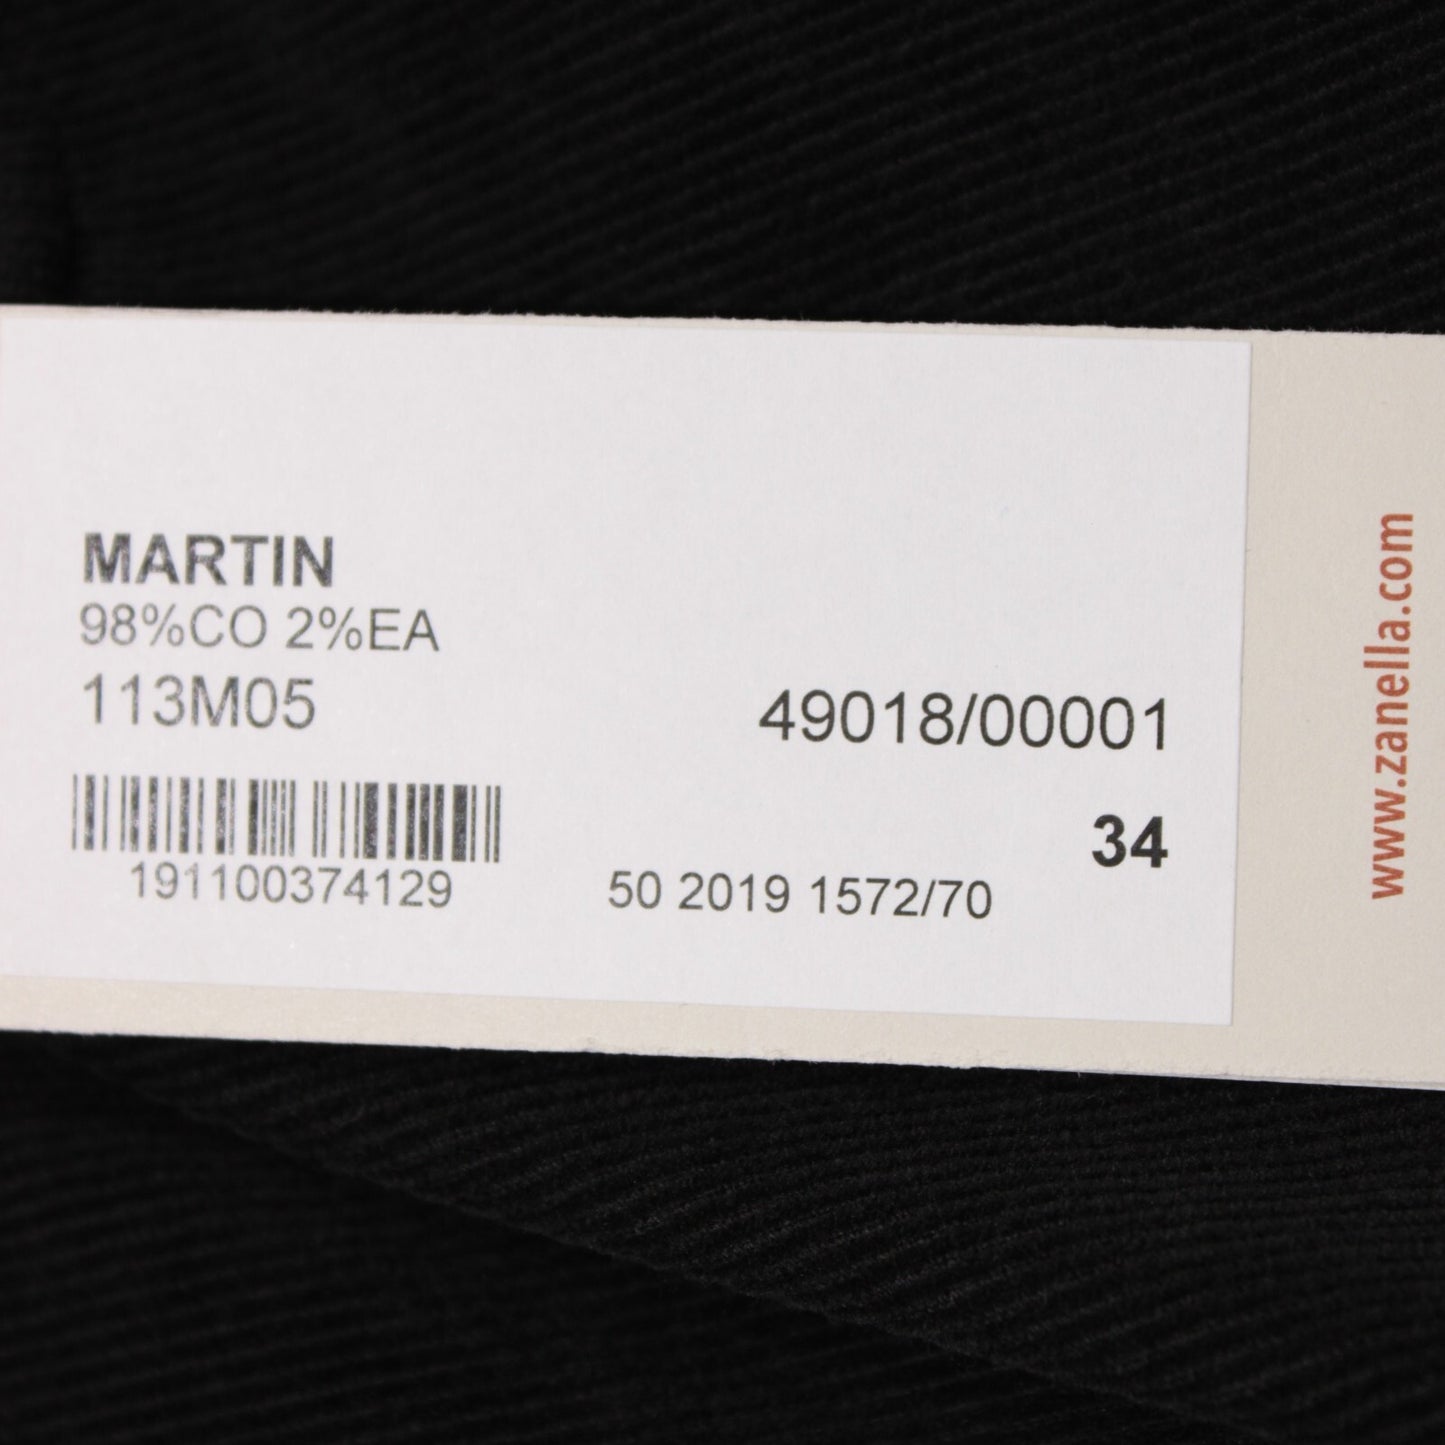 MARTIN
98%CO 2%EA
113M05
49018/00001
34
191100374129
50 2019 1572/70
www.zanella.com